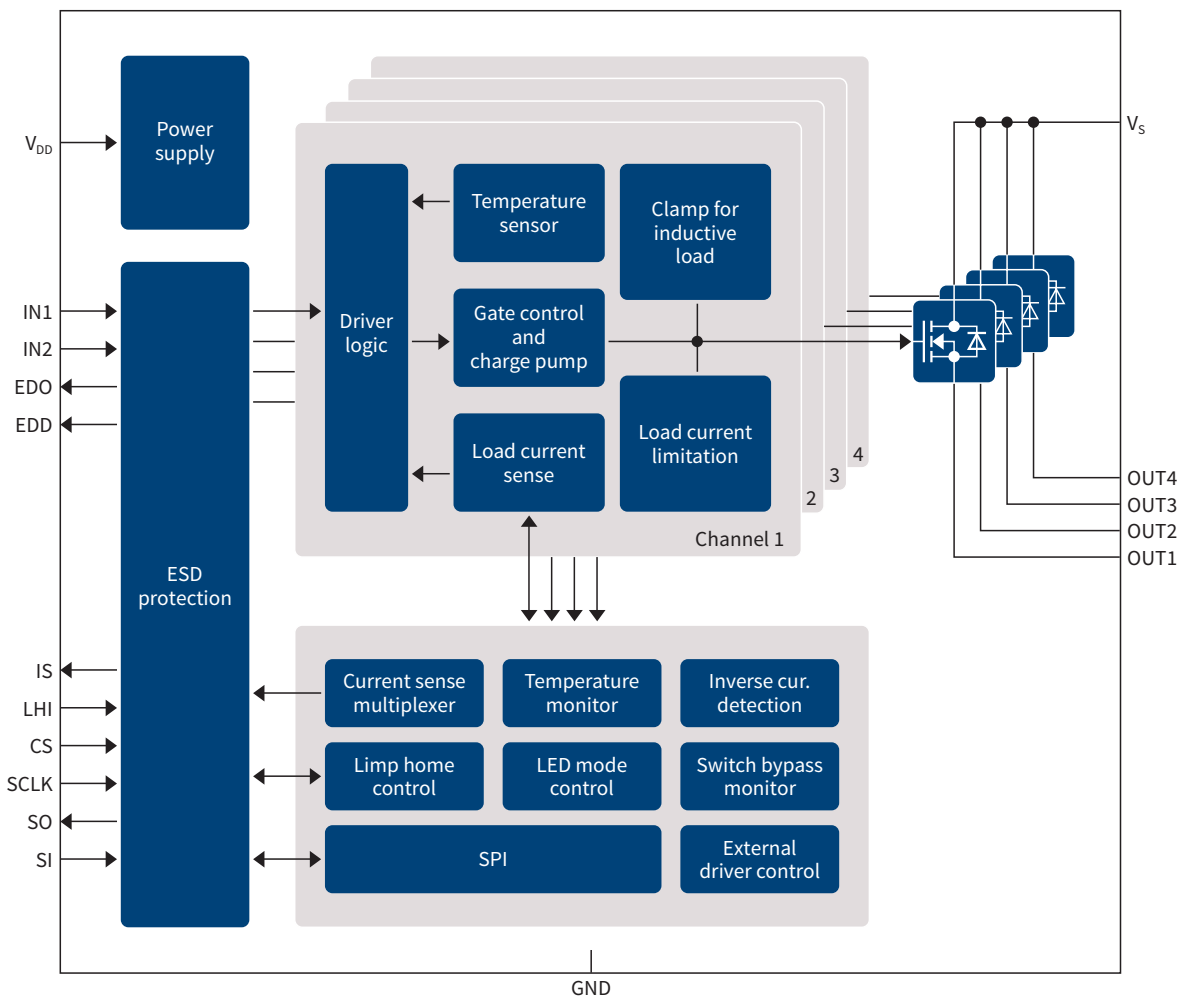 Power
supply
V_DD
V_S
Temperature
sensor
Clamp for
inductive
load
IN1
IN2
EDO
EDD
Driver
logic
Gate control
and
charge pump
Load current
sense
Load current
limitation
4
3
2
Channel 1
OUT4
OUT3
OUT2
OUT1
ESD
protection
IS
LHI
CS
SCLK
SO
SI
Current sense
multiplexer
Temperature
monitor
Inverse cur.
detection
Limp home
control
LED mode
control
Switch bypass
monitor
SPI
External
driver control
GND